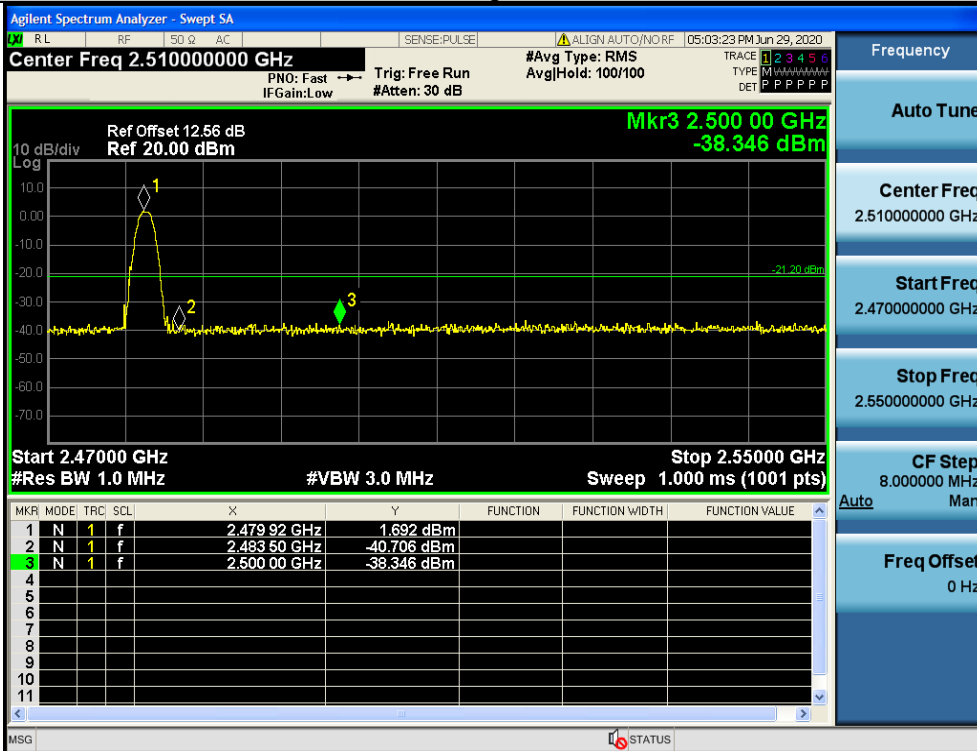 Agilent Spectrum Analyzer - Swept SA
LXI RL RF 50 Ω AC SENSE:PULSE ALIGN AUTO/NO RF 05:03:23 PM Jun 29, 2020
Center Freq 2.510000000 GHz
PNO: Fast
IFGain:Low
Trig: Free Run
#Atten: 30 dB
#Avg Type: RMS
Avg|Hold: 100/100
TRACE 1 2 3 4 5 6
TYPE M W W W W W
DET P P P P P P
Mkr3 2.500 00 GHz
-38.346 dBm
Ref Offset 12.56 dB
10 dB/div Ref 20.00 dBm
Log
10.0
0.00
-10.0
-20.0
-30.0
-40.0
-50.0
-60.0
-70.0
1
2
3
-21.20 dBm
Start 2.47000 GHz Stop 2.55000 GHz
#Res BW 1.0 MHz #VBW 3.0 MHz Sweep 1.000 ms (1001 pts)
MKR MODE TRC SCL X Y FUNCTION FUNCTION WIDTH FUNCTION VALUE
1 N 1 f 2.479 92 GHz 1.692 dBm
2 N 1 f 2.483 50 GHz -40.706 dBm
3 N 1 f 2.500 00 GHz -38.346 dBm
4
5
6
7
8
9
10
11
MSG STATUS
Frequency
Auto Tune
Center Freq
2.510000000 GHz
Start Freq
2.470000000 GHz
Stop Freq
2.550000000 GHz
CF Step
8.000000 MHz
Auto Man
Freq Offset
0 Hz